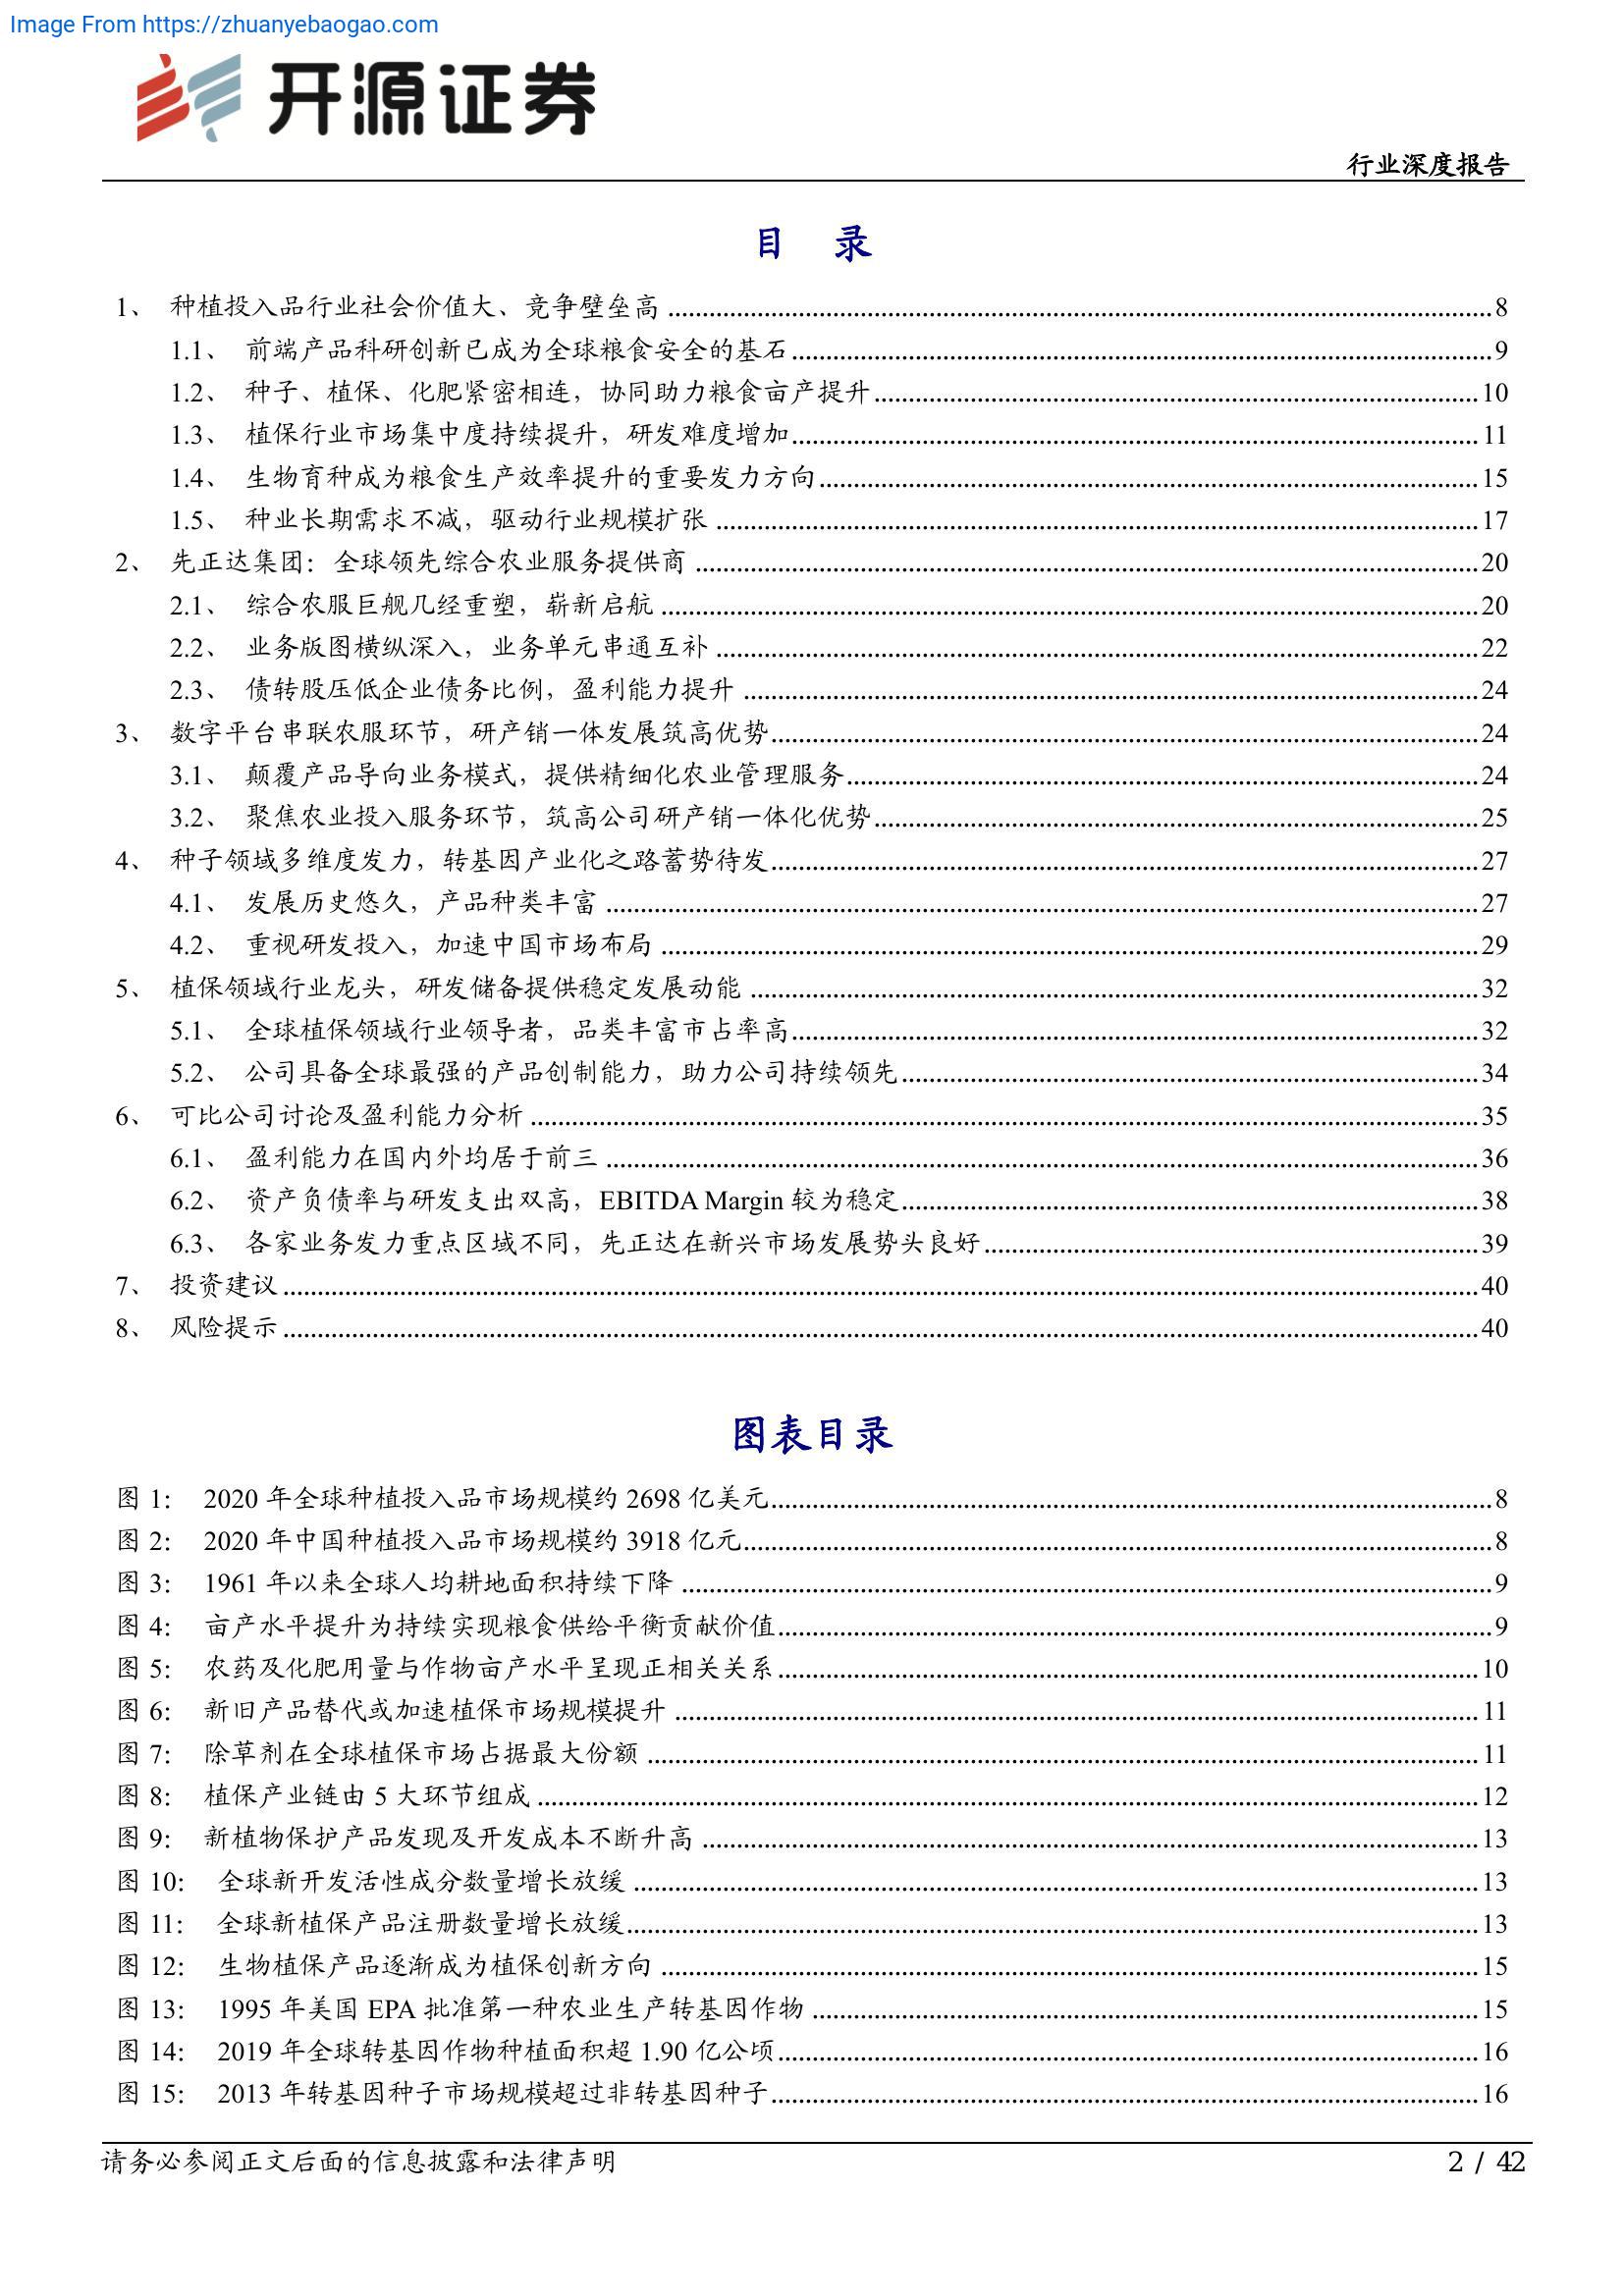 Image From https://zhuanyebaogao.com
开源证券
行业深度报告
目 录
1、 种植投入品行业社会价值大、竞争壁垒高 ........ 8
1.1、 前端产品科研创新已成为全球粮食安全的基石 ........ 9
1.2、 种子、植保、化肥紧密相连，协同助力粮食亩产提升 ........ 10
1.3、 植保行业市场集中度持续提升，研发难度增加 ........ 11
1.4、 生物育种成为粮食生产效率提升的重要发力方向 ........ 15
1.5、 种业长期需求不减，驱动行业规模扩张 ........ 17
2、 先正达集团：全球领先综合农业服务提供商 ........ 20
2.1、 综合农服巨舰几经重塑，崭新启航 ........ 20
2.2、 业务版图横纵深入，业务单元串通互补 ........ 22
2.3、 债转股压低企业债务比例，盈利能力提升 ........ 24
3、 数字平台串联农服环节，研产销一体发展筑高优势 ........ 24
3.1、 颠覆产品导向业务模式，提供精细化农业管理服务 ........ 24
3.2、 聚焦农业投入服务环节，筑高公司研产销一体化优势 ........ 25
4、 种子领域多维度发力，转基因产业化之路蓄势待发 ........ 27
4.1、 发展历史悠久，产品种类丰富 ........ 27
4.2、 重视研发投入，加速中国市场布局 ........ 29
5、 植保领域行业龙头，研发储备提供稳定发展动能 ........ 32
5.1、 全球植保领域行业领导者，品类丰富市占率高 ........ 32
5.2、 公司具备全球最强的产品创制能力，助力公司持续领先 ........ 34
6、 可比公司讨论及盈利能力分析 ........ 35
6.1、 盈利能力在国内外均居于前三 ........ 36
6.2、 资产负债率与研发支出双高，EBITDA Margin 较为稳定 ........ 38
6.3、 各家业务发力重点区域不同，先正达在新兴市场发展势头良好 ........ 39
7、 投资建议 ........ 40
8、 风险提示 ........ 40
图表目录
图 1： 2020 年全球种植投入品市场规模约 2698 亿美元 ........ 8
图 2： 2020 年中国种植投入品市场规模约 3918 亿元 ........ 8
图 3： 1961 年以来全球人均耕地面积持续下降 ........ 9
图 4： 亩产水平提升为持续实现粮食供给平衡贡献价值 ........ 9
图 5： 农药及化肥用量与作物亩产水平呈现正相关关系 ........ 10
图 6： 新旧产品替代或加速植保市场规模提升 ........ 11
图 7： 除草剂在全球植保市场占据最大份额 ........ 11
图 8： 植保产业链由 5 大环节组成 ........ 12
图 9： 新植物保护产品发现及开发成本不断升高 ........ 13
图 10： 全球新开发活性成分数量增长放缓 ........ 13
图 11： 全球新植保产品注册数量增长放缓 ........ 13
图 12： 生物植保产品逐渐成为植保创新方向 ........ 15
图 13： 1995 年美国 EPA 批准第一种农业生产转基因作物 ........ 15
图 14： 2019 年全球转基因作物种植面积超 1.90 亿公顷 ........ 16
图 15： 2013 年转基因种子市场规模超过非转基因种子 ........ 16
请务必参阅正文后面的信息披露和法律声明
2 / 42